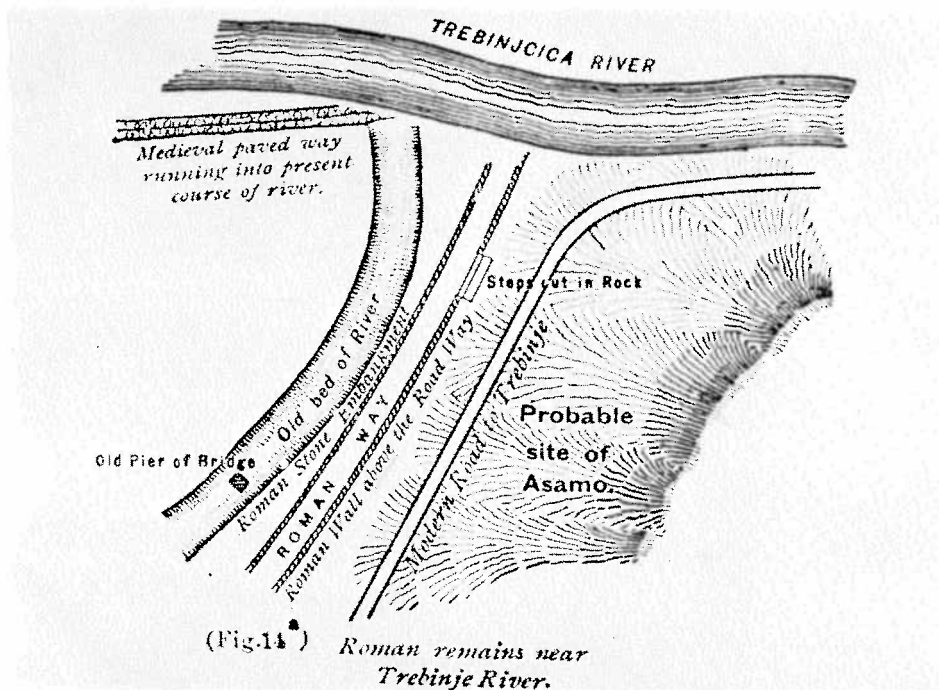 TREBINJCICA RIVER
Medieval paved way
running into present
course of river.
Steps cut in Rock
Old bed of River
Roman Stone Embankment
ROMAN WAY
Roman Wall above the Road Way
Modern Road to Trebinje
Old Pier of Bridge
Probable
site of
Asamo.
(Fig.14a)
Roman remains near
Trebinje River.